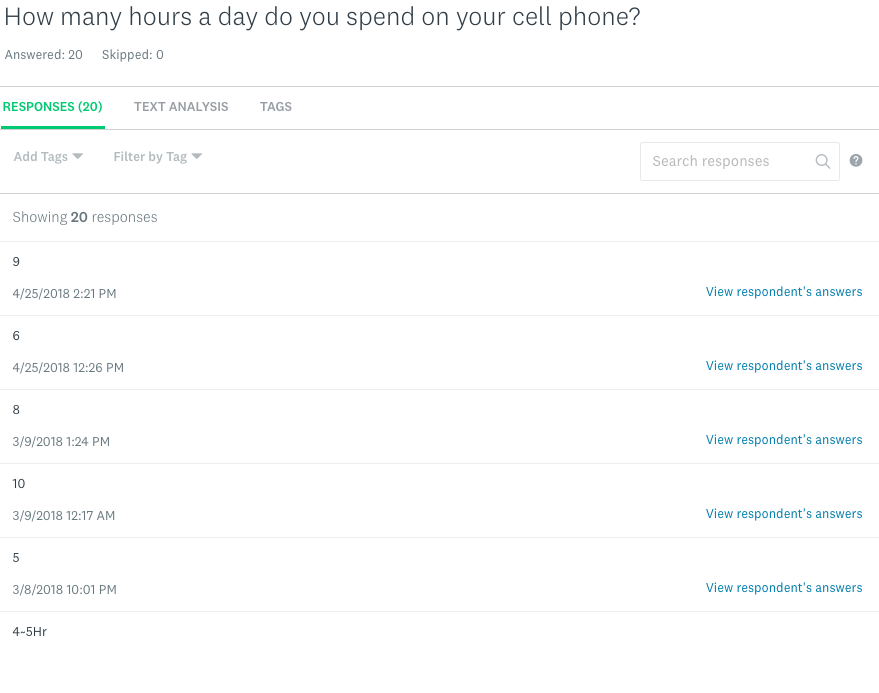 How many hours a day do you spend on your cell phone?
Answered: 20 Skipped: 0
RESPONSES (20) TEXT ANALYSIS TAGS
Add Tags Filter by Tag Search responses ?
Showing 20 responses
9
4/25/2018 2:21 PM View respondent's answers
6
4/25/2018 12:26 PM View respondent's answers
8
3/9/2018 1:24 PM View respondent's answers
10
3/9/2018 12:17 AM View respondent's answers
5
3/8/2018 10:01 PM View respondent's answers
4~5Hr